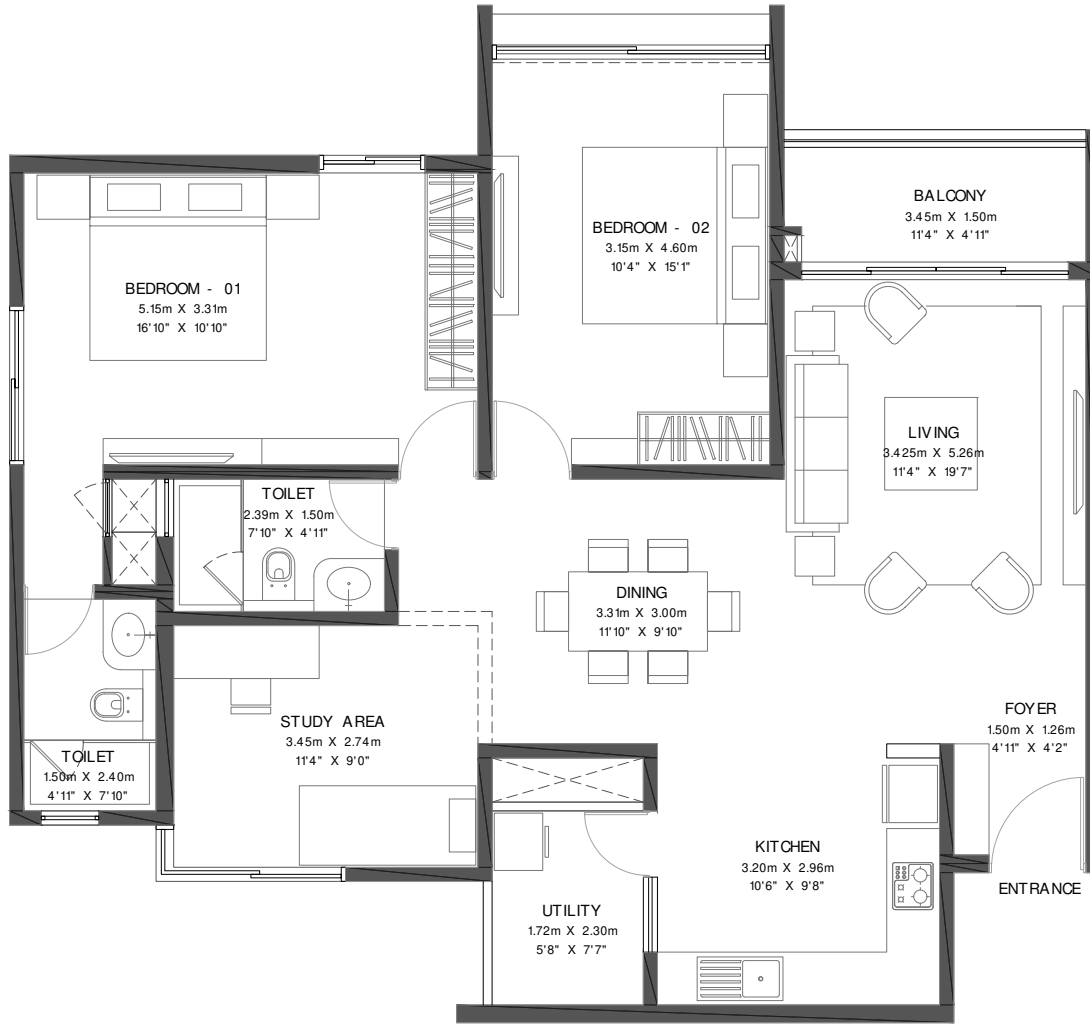 BALCONY
3.45m X 1.50m
11'4" X 4'11"
BEDROOM - 02
3.15m X 4.60m
10'4" X 15'1"
BEDROOM - 01
5.15m X 3.31m
16'10" X 10'10"
LIVING
3.425m X 5.26m
11'4" X 19'7"
TOILET
2.39m X 1.50m
7'10" X 4'11"
DINING
3.31m X 3.00m
11'10" X 9'10"
STUDY AREA
3.45m X 2.74m
11'4" X 9'0"
FOYER
1.50m X 1.26m
4'11" X 4'2"
TOILET
1.50m X 2.40m
4'11" X 7'10"
KITCHEN
3.20m X 2.96m
10'6" X 9'8"
ENTRANCE
UTILITY
1.72m X 2.30m
5'8" X 7'7"